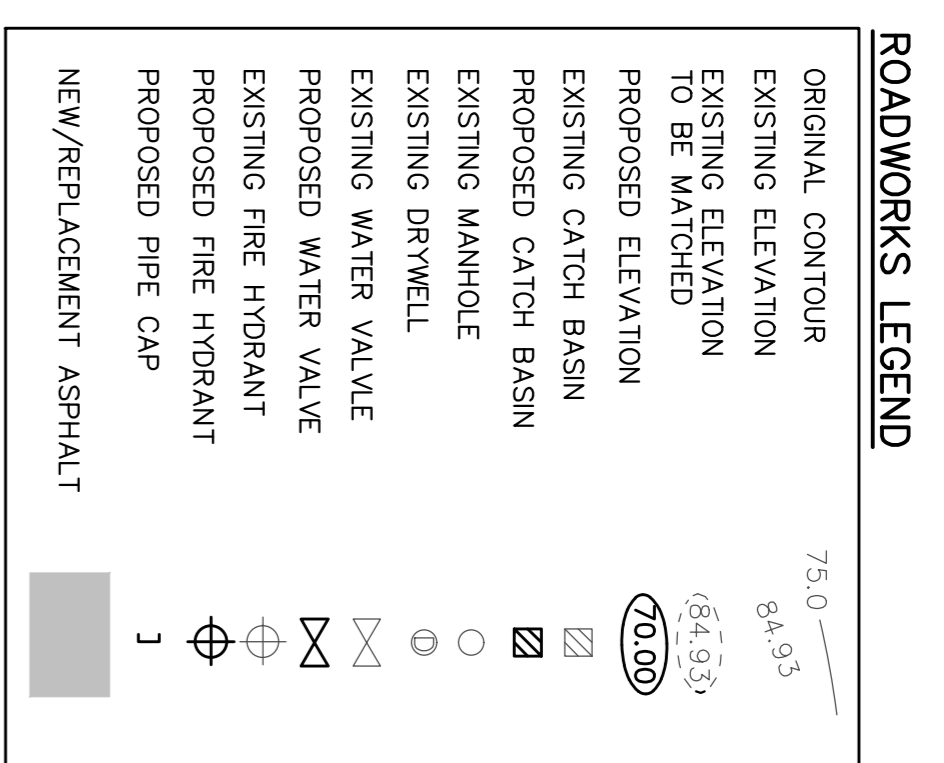 ROADWORKS LEGEND
ORIGINAL CONTOUR 75.0
EXISTING ELEVATION 84.93
EXISTING ELEVATION
TO BE MATCHED (84.93)
PROPOSED ELEVATION 70.00
EXISTING CATCH BASIN
PROPOSED CATCH BASIN
EXISTING MANHOLE
EXISTING DRYWELL D
EXISTING WATER VALVLE
PROPOSED WATER VALVE
EXISTING FIRE HYDRANT
PROPOSED FIRE HYDRANT
PROPOSED PIPE CAP
NEW/REPLACEMENT ASPHALT